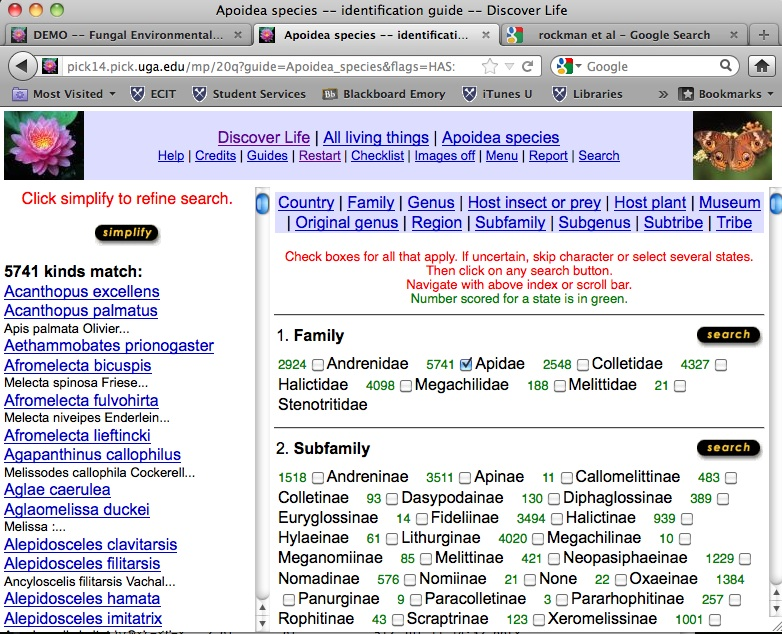 Apoidea species -- identification guide -- Discover Life
DEMO -- Fungal Environmental...
Apoidea species -- identificati...
rockman et al - Google Search
pick14.pick.uga.edu/mp/20q?guide=Apoidea_species&flags=HAS:
Google
Most Visited ECIT Student Services Blackboard Emory iTunes U Libraries » Bookmarks
Discover Life | All living things | Apoidea species
Help | Credits | Guides | Restart | Checklist | Images off | Menu | Report | Search
Click simplify to refine search.
simplify
5741 kinds match:
Acanthopus excellens
Acanthopus palmatus
Apis palmata Olivier...
Aethammobates prionogaster
Afromelecta bicuspis
Melecta spinosa Friese...
Afromelecta fulvohirta
Melecta niveipes Enderlein...
Afromelecta lieftincki
Agapanthinus callophilus
Melissodes callophila Cockerell...
Aglae caerulea
Aglaomelissa duckei
Melissa :...
Alepidosceles clavitarsis
Alepidosceles filitarsis
Ancyloscelis filitarsis Vachal...
Alepidosceles hamata
Alepidosceles imitatrix
Country | Family | Genus | Host insect or prey | Host plant | Museum
| Original genus | Region | Subfamily | Subgenus | Subtribe | Tribe
Check boxes for all that apply. If uncertain, skip character or select several states.
Then click on any search button.
Navigate with above index or scroll bar.
Number scored for a state is in green.
1. Family
search
2924 Andrenidae 5741 Apidae 2548 Colletidae 4327
Halictidae 4098 Megachilidae 188 Melittidae 21
Stenotritidae
2. Subfamily
search
1518 Andreninae 3511 Apinae 11 Callomelittinae 483
Colletinae 93 Dasypodainae 130 Diphaglossinae 389
Euryglossinae 14 Fideliinae 3494 Halictinae 939
Hylaeinae 61 Lithurginae 4020 Megachilinae 10
Meganomiinae 85 Melittinae 421 Neopasiphaeinae 1229
Nomadinae 576 Nomiinae 21 None 22 Oxaeinae 1384
Panurginae 9 Paracolletinae 3 Pararhophitinae 257
Rophitinae 43 Scraptrinae 123 Xeromelissinae 1001